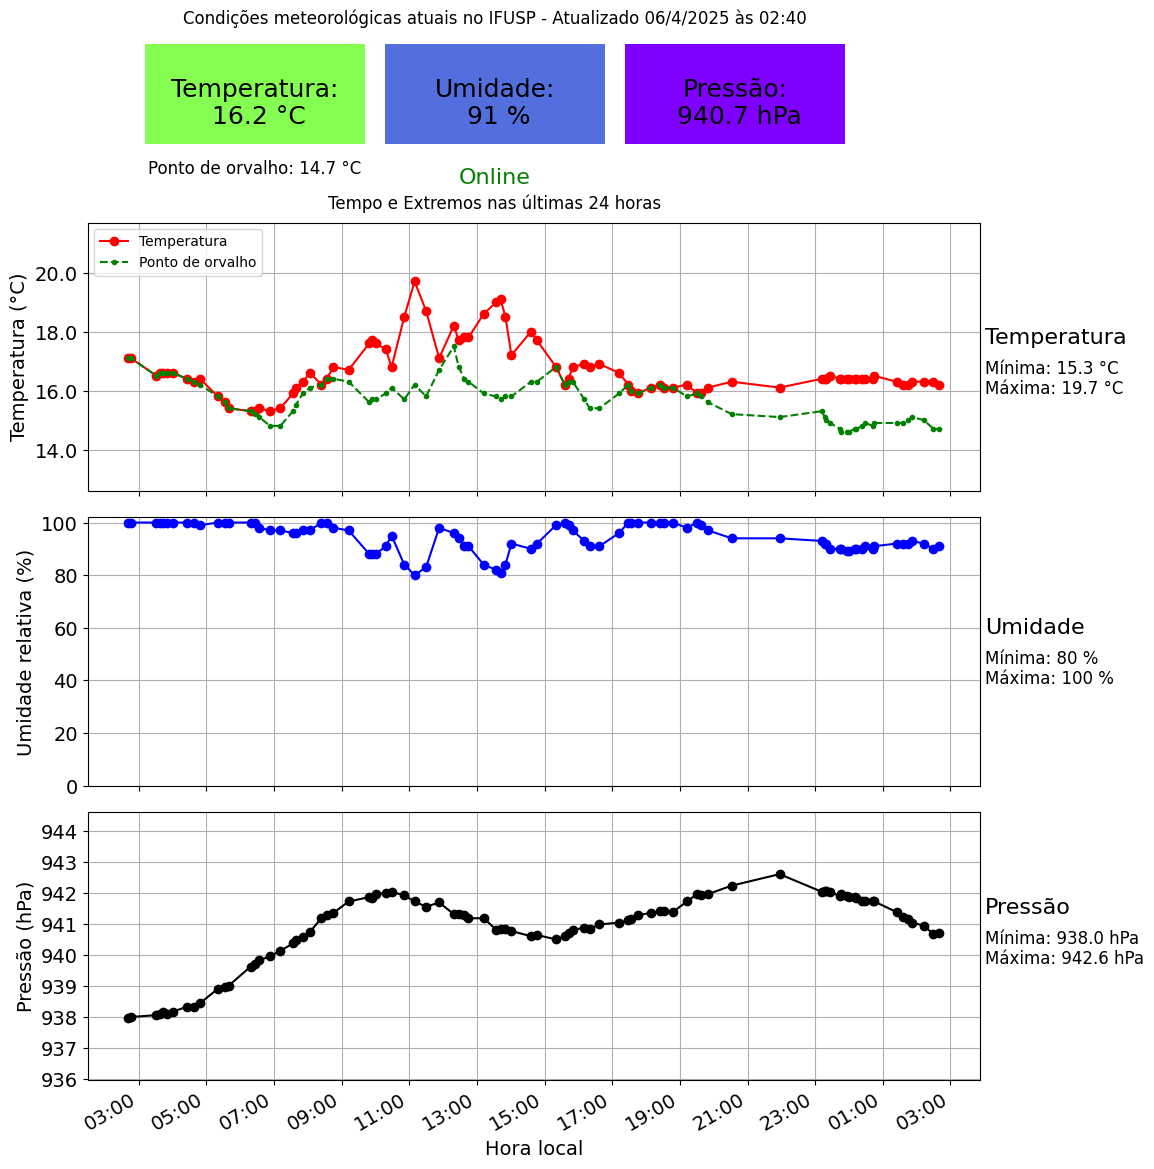 Condições meteorológicas atuais no IFUSP - Atualizado 06/4/2025 às 02:40
Temperatura:
16.2 °C
Umidade:
91 %
Pressão:
940.7 hPa
Ponto de orvalho: 14.7 °C
Online
Tempo e Extremos nas últimas 24 horas
Temperatura
Ponto de orvalho
Temperatura (°C)
20.0
18.0
16.0
14.0
Temperatura
Mínima: 15.3 °C
Máxima: 19.7 °C
Umidade relativa (%)
100
80
60
40
20
0
Umidade
Mínima: 80 %
Máxima: 100 %
Pressão (hPa)
944
943
942
941
940
939
938
937
936
Pressão
Mínima: 938.0 hPa
Máxima: 942.6 hPa
03:00 05:00 07:00 09:00 11:00 13:00 15:00 17:00 19:00 21:00 23:00 01:00 03:00
Hora local